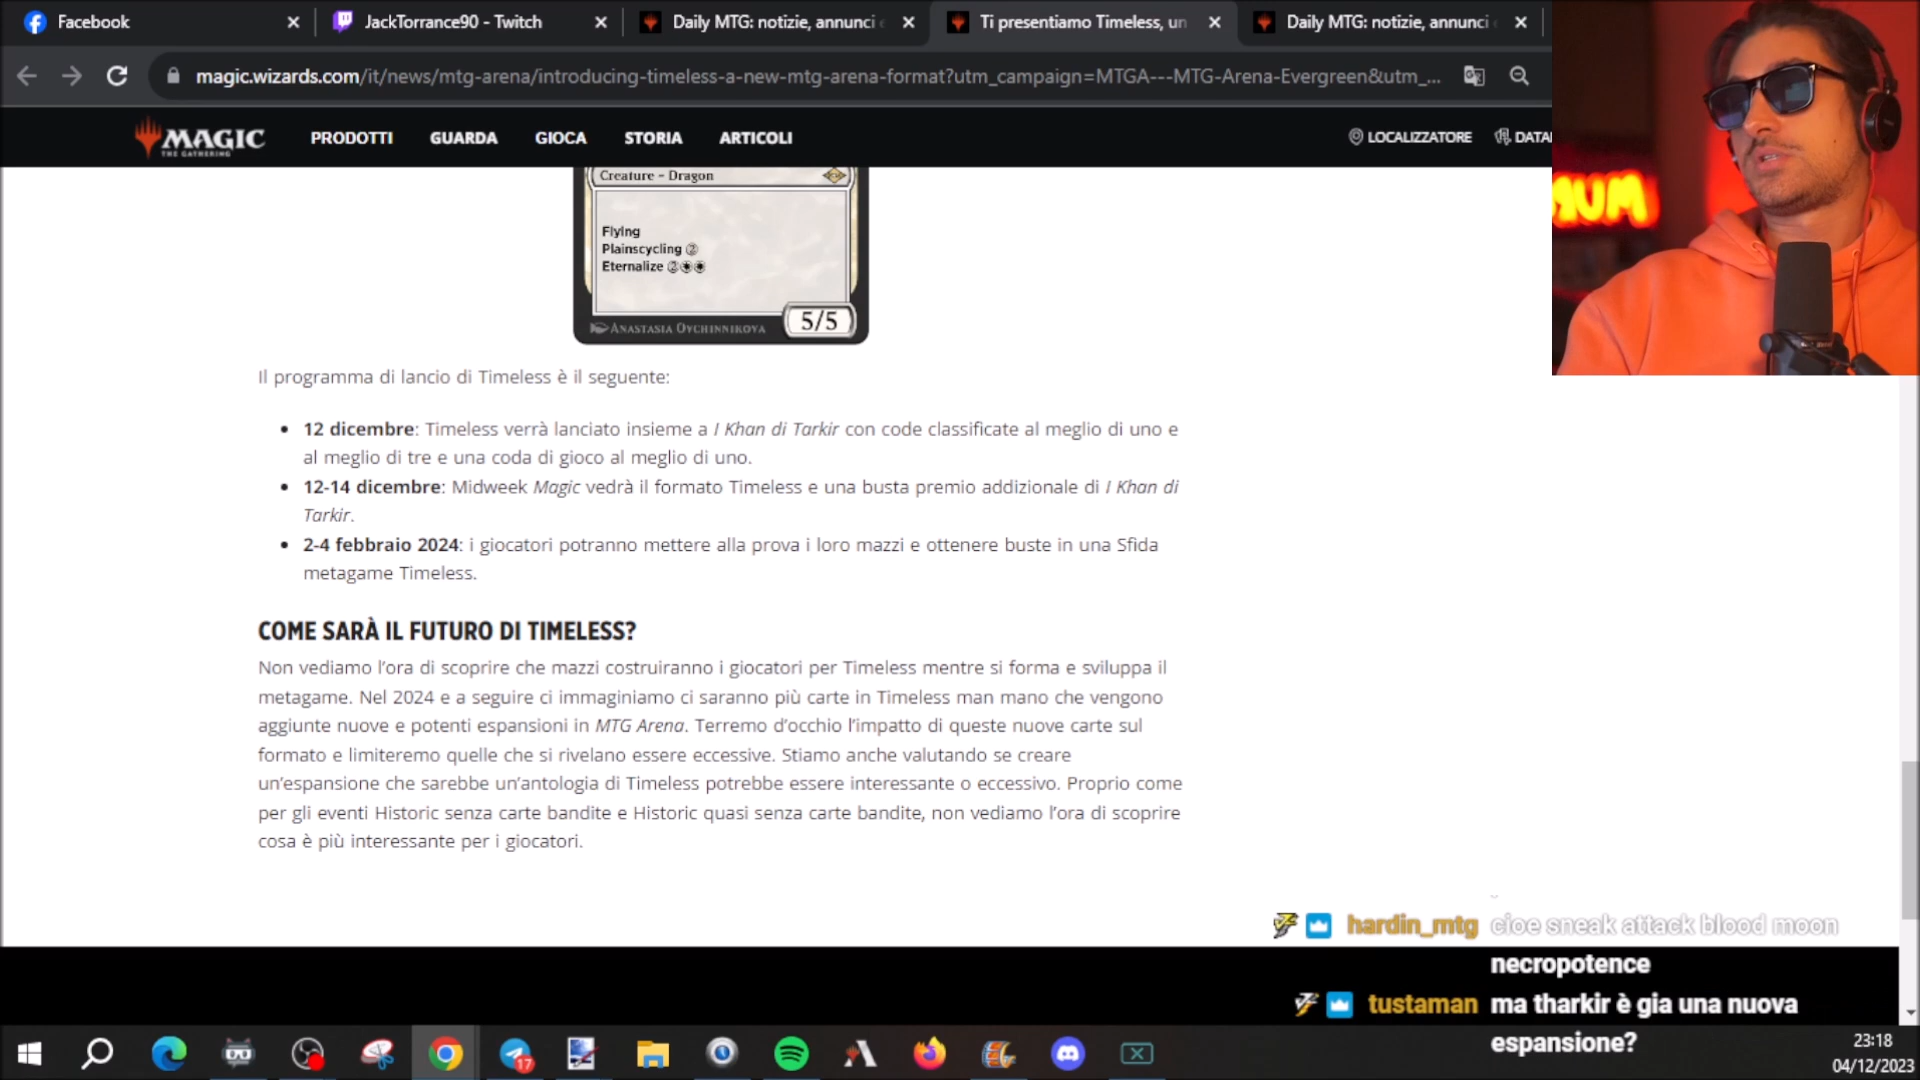 Facebook
JackTorrance90 - Twitch
Daily MTG: notizie, annunci
Ti presentiamo Timeless, un
Daily MTG: notizie, annunci
magic.wizards.com/it/news/mtg-arena/introducing-timeless-a-new-mtg-arena-format?utm_campaign=MTGA---MTG-Arena-Evergreen&utm_...
MAGIC
THE GATHERING
PRODOTTI
GUARDA
GIOCA
STORIA
ARTICOLI
LOCALIZZATORE
DATA
Creature – Dragon
Flying
Plainscycling 2
Eternalize 2
Anastasia Ovchinnikova
5/5
Il programma di lancio di Timeless è il seguente:
• 12 dicembre: Timeless verrà lanciato insieme a I Khan di Tarkir con code classificate al meglio di uno e
al meglio di tre e una coda di gioco al meglio di uno.
• 12-14 dicembre: Midweek Magic vedrà il formato Timeless e una busta premio addizionale di I Khan di
Tarkir.
• 2-4 febbraio 2024: i giocatori potranno mettere alla prova i loro mazzi e ottenere buste in una Sfida
metagame Timeless.
COME SARÀ IL FUTURO DI TIMELESS?
Non vediamo l'ora di scoprire che mazzi costruiranno i giocatori per Timeless mentre si forma e sviluppa il
metagame. Nel 2024 e a seguire ci immaginiamo ci saranno più carte in Timeless man mano che vengono
aggiunte nuove e potenti espansioni in MTG Arena. Terremo d'occhio l'impatto di queste nuove carte sul
formato e limiteremo quelle che si rivelano essere eccessive. Stiamo anche valutando se creare
un'espansione che sarebbe un'antologia di Timeless potrebbe essere interessante o eccessivo. Proprio come
per gli eventi Historic senza carte bandite e Historic quasi senza carte bandite, non vediamo l'ora di scoprire
cosa è più interessante per i giocatori.
hardin_mtg cioe sneak attack blood moon
necropotence
tustaman ma tharkir è gia una nuova
espansione?
17
23:18
04/12/2023